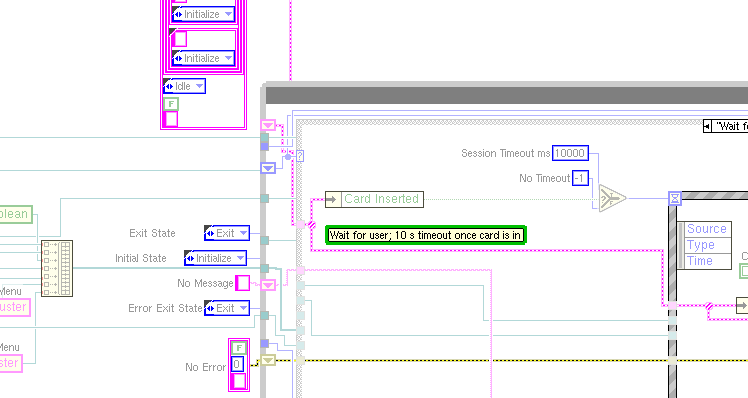 Initialize
Initialize
Idle
F
"Wait fo
Session Timeout ms 10000
No Timeout -1
?
Card Inserted
olean
Wait for user; 10 s timeout once card is in
Exit State Exit
Source
Type
Time
C
Initial State Initialize
No Message
Menu
uster
Error Exit State Exit
Menu
ster
No Error
F
0